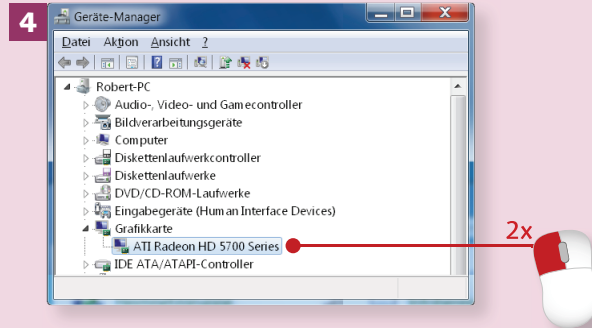 4
Geräte-Manager
Datei Aktion Ansicht ?
Robert-PC
Audio-, Video- und Gamecontroller
Bildverarbeitungsgeräte
Computer
Diskettenlaufwerkcontroller
Diskettenlaufwerke
DVD/CD-ROM-Laufwerke
Eingabegeräte (Human Interface Devices)
Grafikkarte
ATI Radeon HD 5700 Series
2x
IDE ATA/ATAPI-Controller